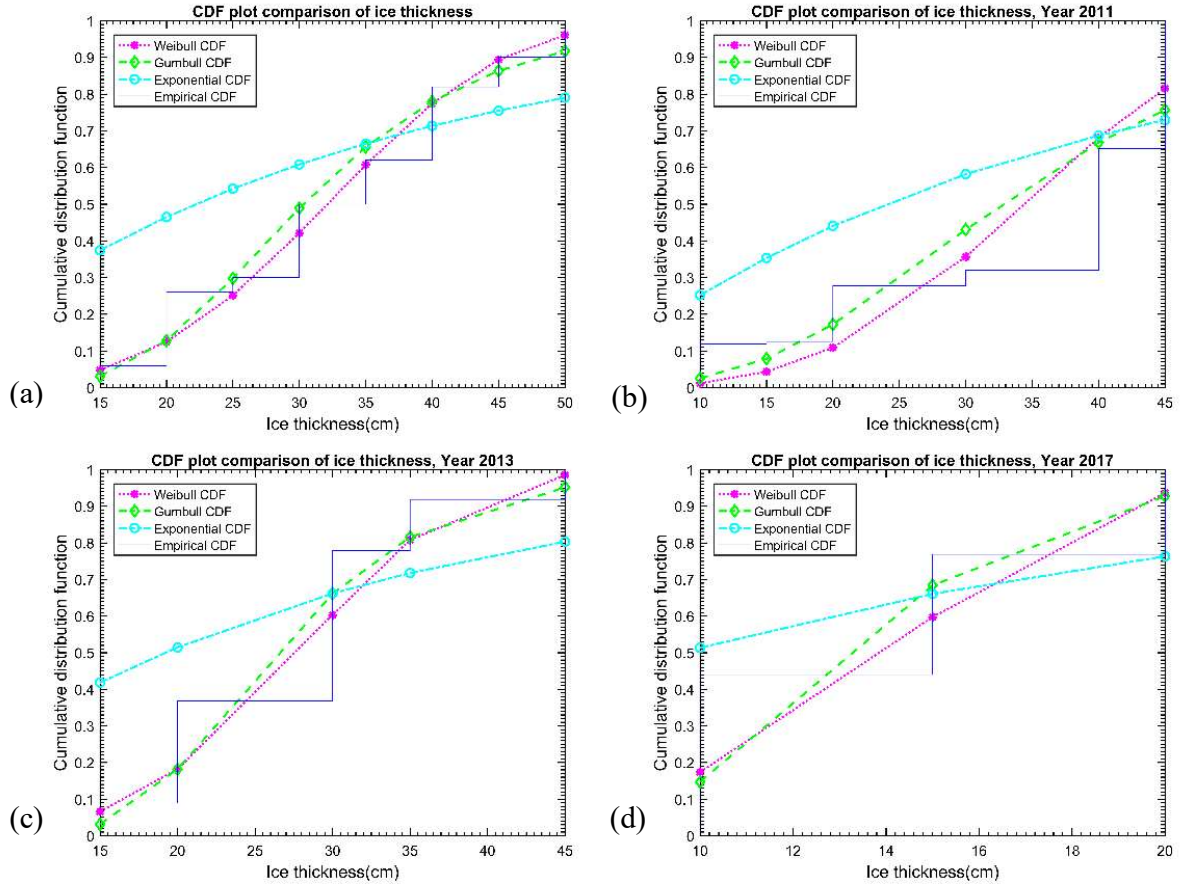 CDF plot comparison of ice thickness
Weibull CDF
Gumbull CDF
Exponential CDF
Empirical CDF
Cumulative distribution function
1
0.9
0.8
0.7
0.6
0.5
0.4
0.3
0.2
0.1
0
15 20 25 30 35 40 45 50
Ice thickness(cm)
(a)
CDF plot comparison of ice thickness, Year 2011
Weibull CDF
Gumbull CDF
Exponential CDF
Empirical CDF
Cumulative distribution function
1
0.9
0.8
0.7
0.6
0.5
0.4
0.3
0.2
0.1
0
10 15 20 25 30 35 40 45
Ice thickness(cm)
(b)
CDF plot comparison of ice thickness, Year 2013
Weibull CDF
Gumbull CDF
Exponential CDF
Empirical CDF
Cumulative distribution function
1
0.9
0.8
0.7
0.6
0.5
0.4
0.3
0.2
0.1
0
15 20 25 30 35 40 45
Ice thickness(cm)
(c)
CDF plot comparison of ice thickness, Year 2017
Weibull CDF
Gumbull CDF
Exponential CDF
Empirical CDF
Cumulative distribution function
1
0.9
0.8
0.7
0.6
0.5
0.4
0.3
0.2
0.1
0
10 12 14 16 18 20
Ice thickness(cm)
(d)